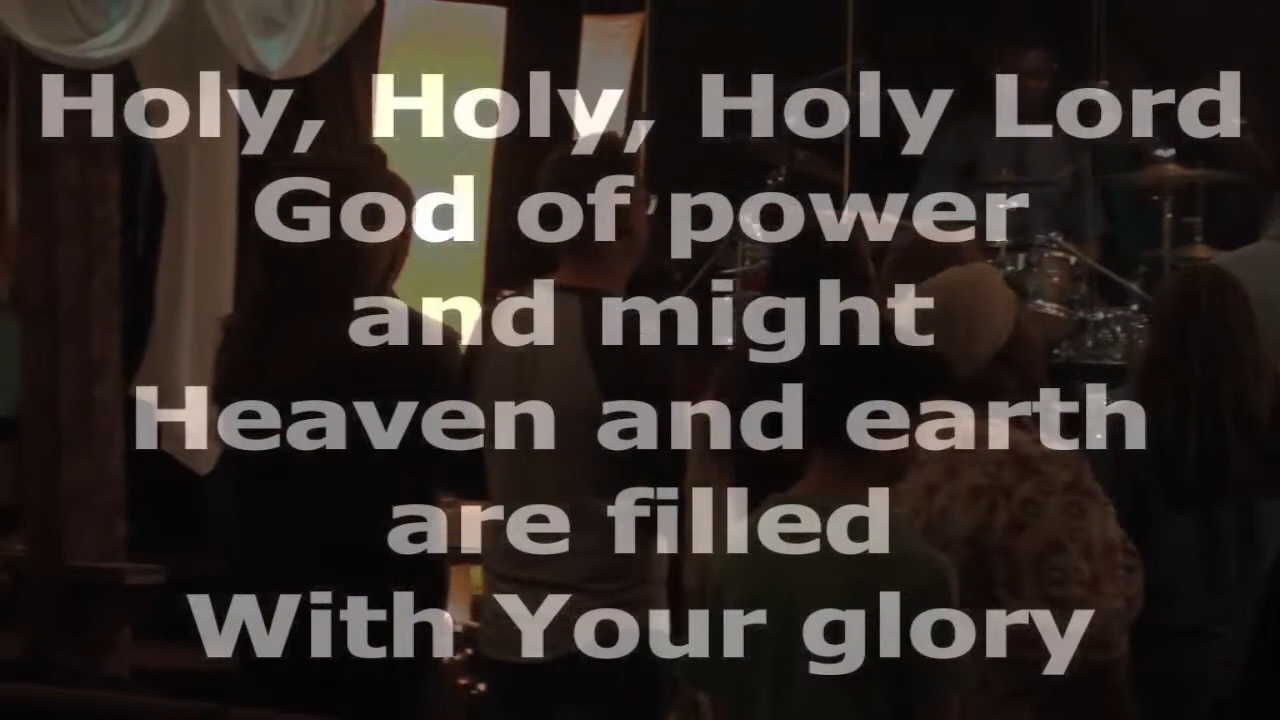 Holy, Holy, Holy Lord
God of power
and might
Heaven and earth
are filled
With Your glory